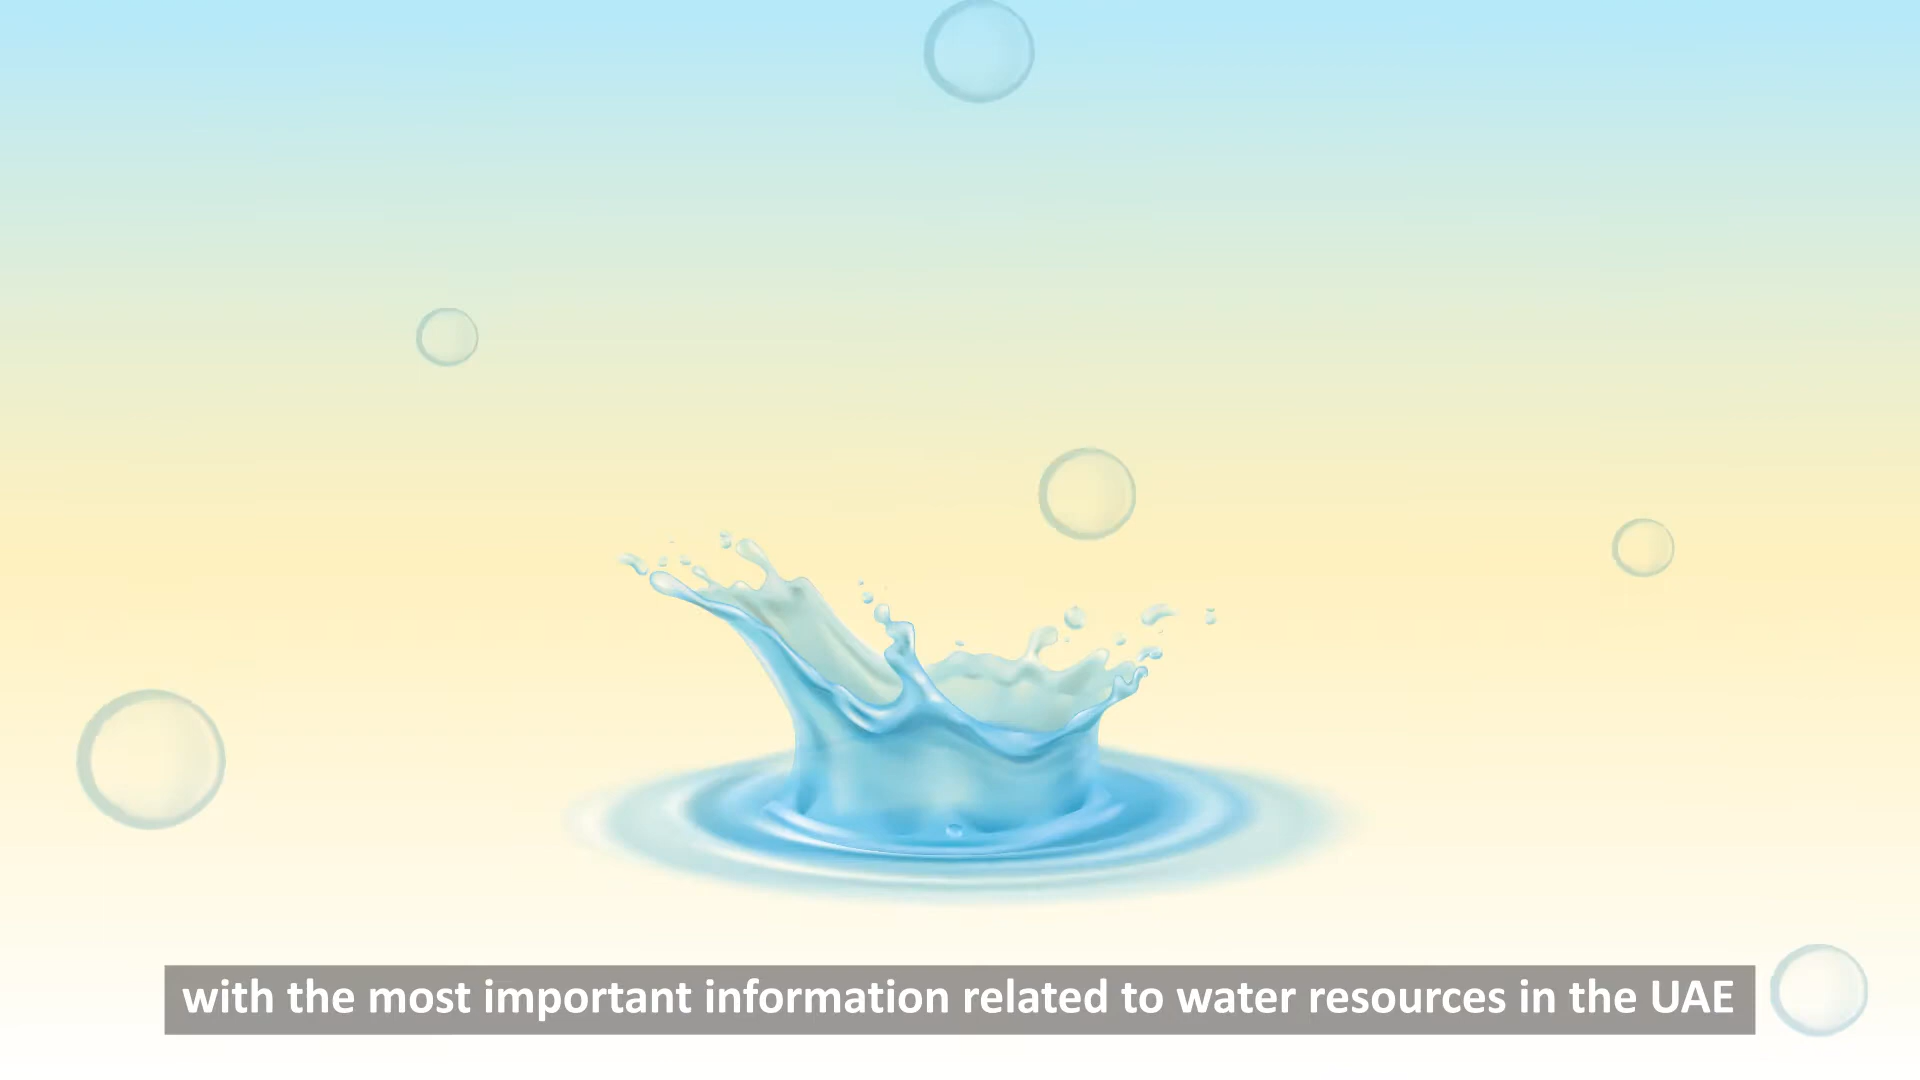 with the most important information related to water resources in the UAE